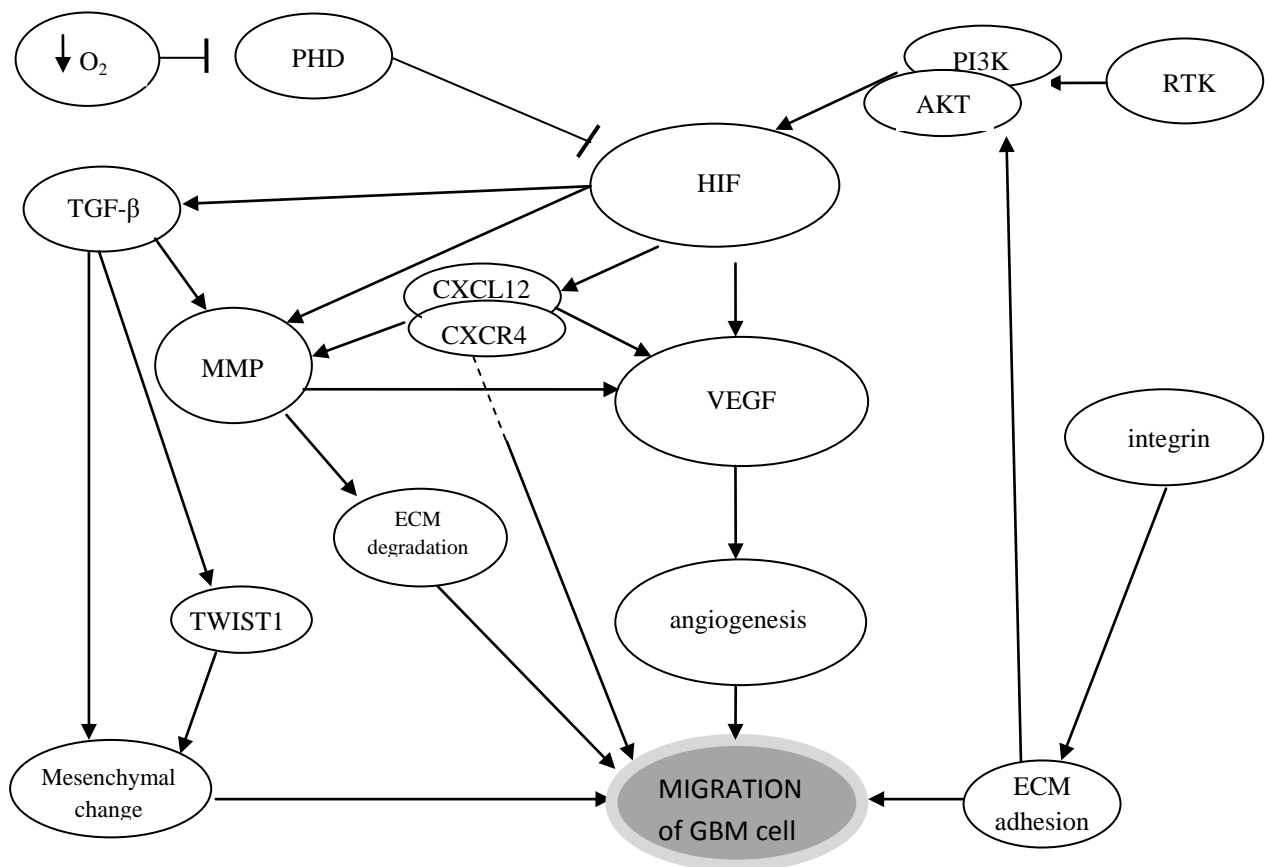 O₂
PHD
PI3K
AKT
RTK
HIF
TGF-β
CXCL12
CXCR4
MMP
VEGF
integrin
ECM
degradation
TWIST1
angiogenesis
Mesenchymal
change
MIGRATION
of GBM cell
ECM
adhesion